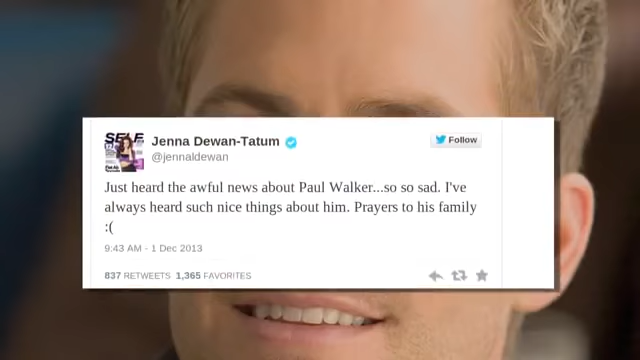 SELF
Jenna Dewan-Tatum
Follow
@jennaldewan
Just heard the awful news about Paul Walker...so so sad. I've
always heard such nice things about him. Prayers to his family
:(
9:43 AM - 1 Dec 2013
837 RETWEETS 1,365 FAVORITES